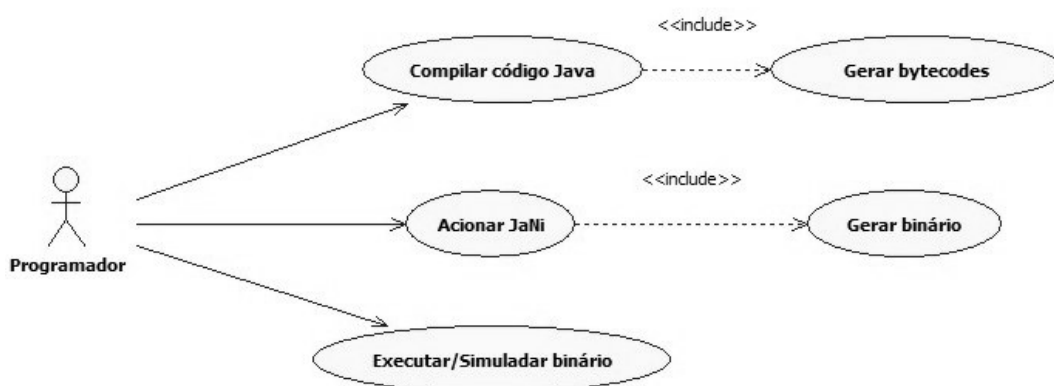 <<include>>
Compilar código Java
Gerar bytecodes
<<include>>
Acionar JaNi
Gerar binário
Programador
Executar/Simuladar binário